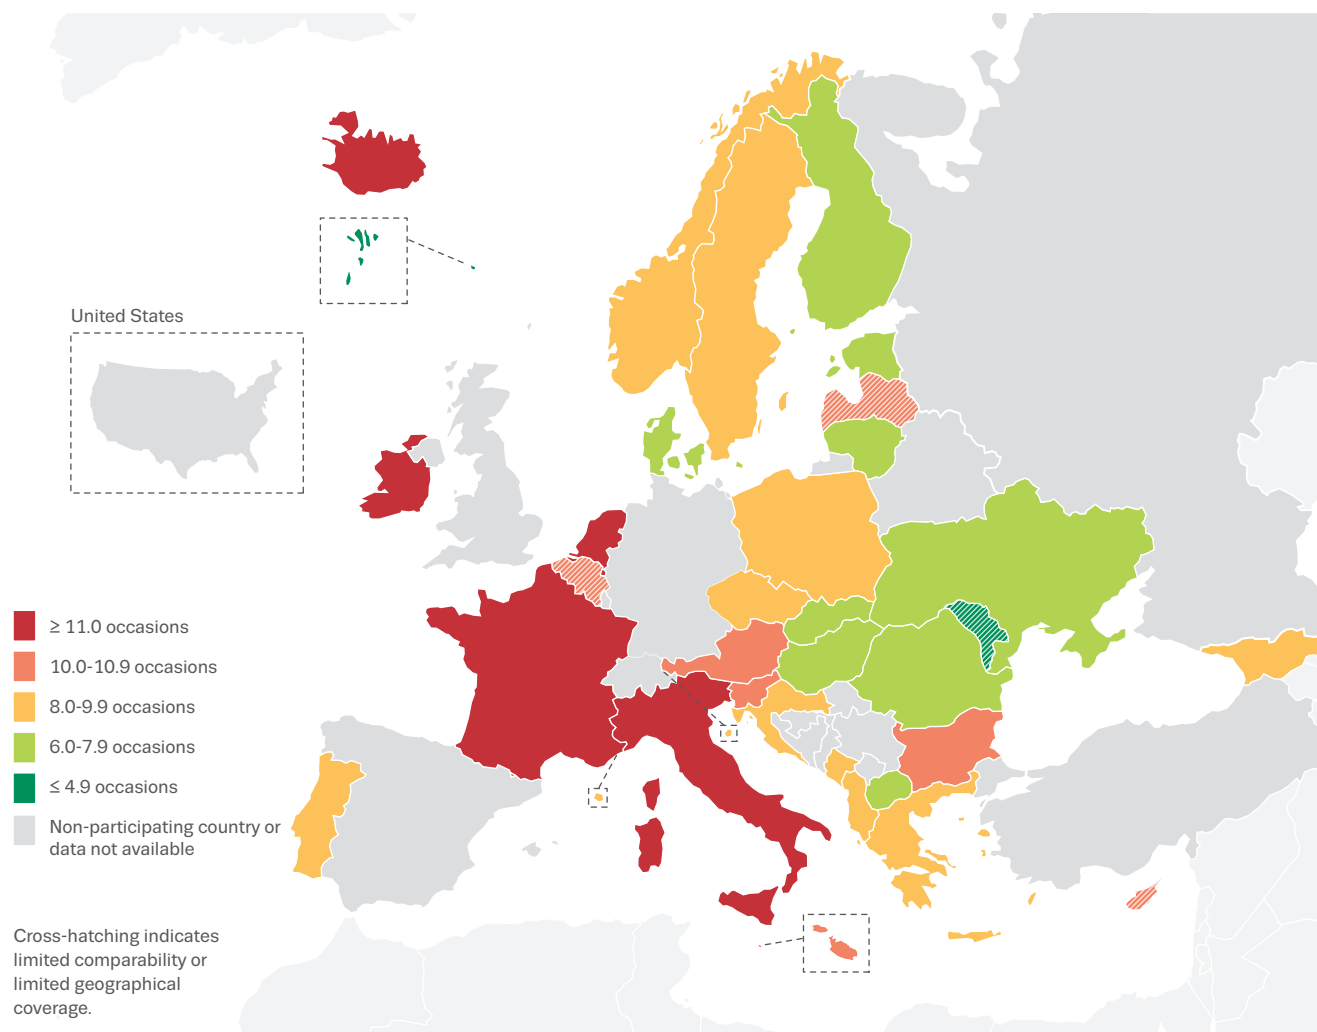 United States
≥ 11.0 occasions
10.0-10.9 occasions
8.0-9.9 occasions
6.0-7.9 occasions
≤ 4.9 occasions
Non-participating country or
data not available
Cross-hatching indicates
limited comparability or
limited geographical
coverage.